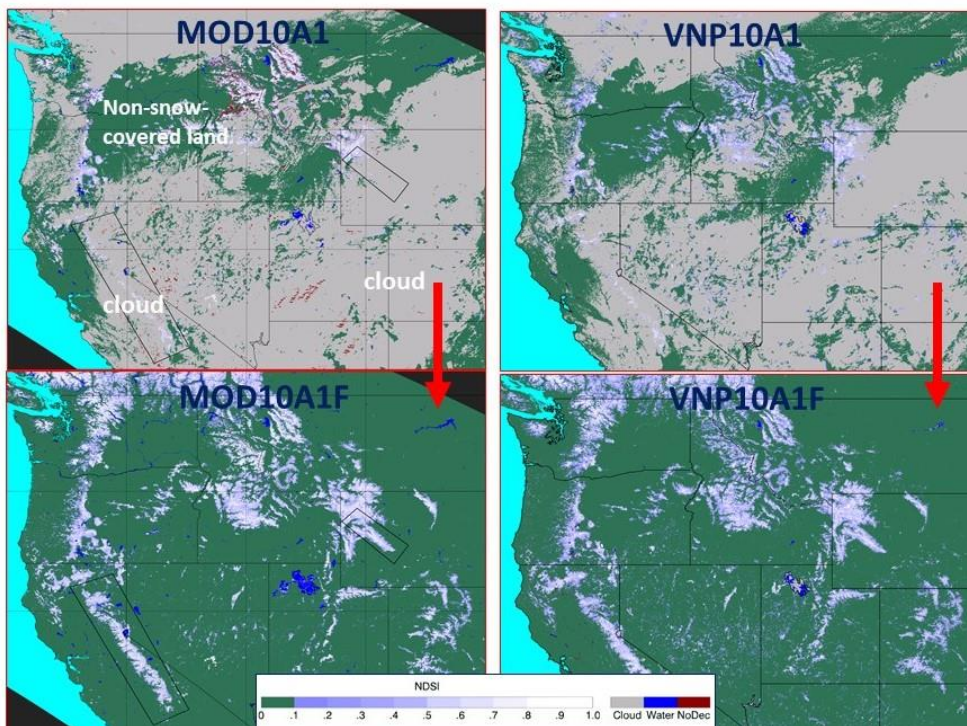 MOD10A1
VNP10A1
Non-snow-
covered land
cloud
cloud
MOD10A1F
VNP10A1F
NDSI
0 .1 .2 .3 .4 .5 .6 .7 .8 .9 1.0
Cloud Water NoDec